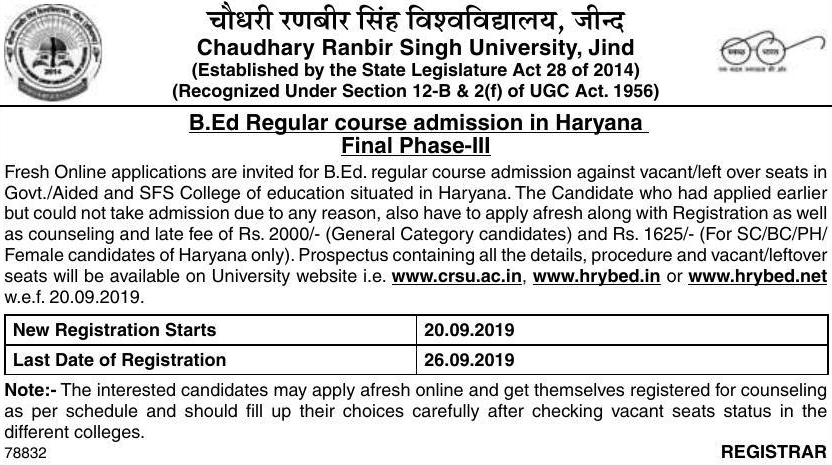 चौधरी रणबीर सिंह विश्वविद्यालय, जीन्द
Chaudhary Ranbir Singh University, Jind
(Established by the State Legislature Act 28 of 2014)
(Recognized Under Section 12-B & 2(f) of UGC Act. 1956)
2014
स्वच्छ भारत
एक कदम स्वच्छता की ओर
B.Ed Regular course admission in Haryana
Final Phase-III
Fresh Online applications are invited for B.Ed. regular course admission against vacant/left over seats in
Govt./Aided and SFS College of education situated in Haryana. The Candidate who had applied earlier
but could not take admission due to any reason, also have to apply afresh along with Registration as well
as counseling and late fee of Rs. 2000/- (General Category candidates) and Rs. 1625/- (For SC/BC/PH/
Female candidates of Haryana only). Prospectus containing all the details, procedure and vacant/leftover
seats will be available on University website i.e. www.crsu.ac.in, www.hrybed.in or www.hrybed.net
w.e.f. 20.09.2019.
New Registration Starts 20.09.2019
Last Date of Registration 26.09.2019
Note:- The interested candidates may apply afresh online and get themselves registered for counseling
as per schedule and should fill up their choices carefully after checking vacant seats status in the
different colleges.
78832 REGISTRAR